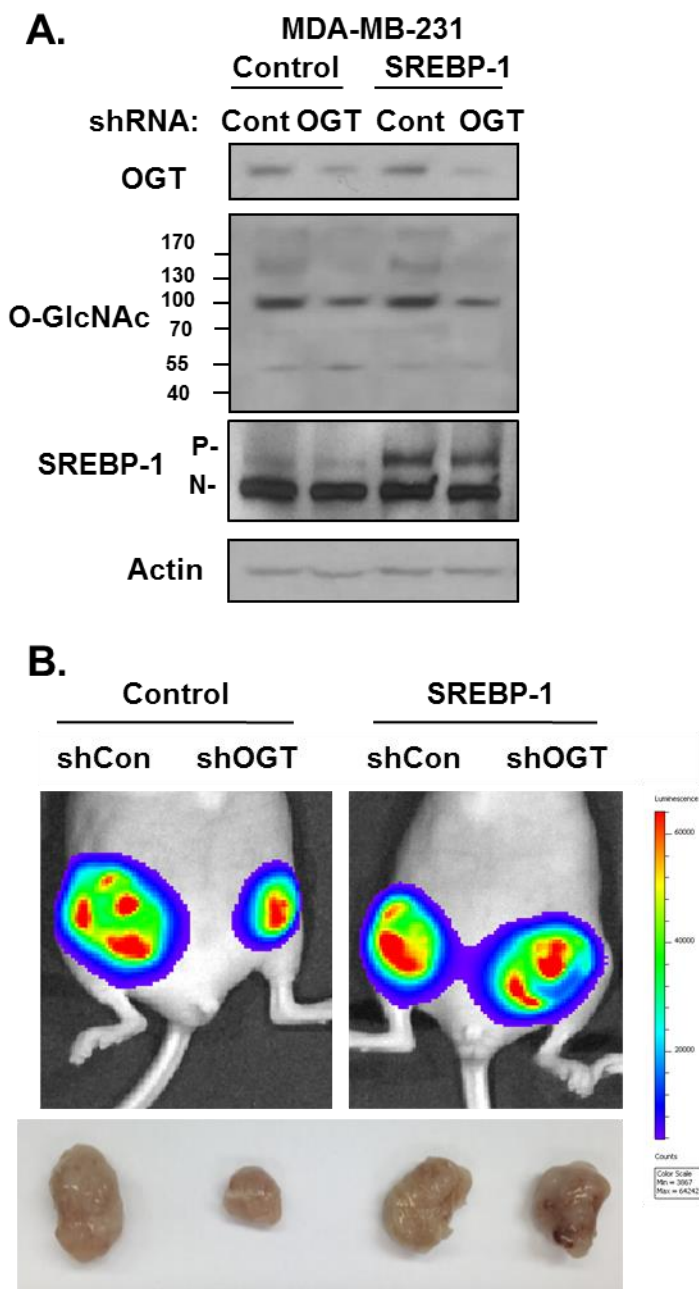 A.
MDA-MB-231
Control SREBP-1
shRNA: Cont OGT Cont OGT
OGT
O-GlcNAc
170
130
100
70
55
40
SREBP-1
P-
N-
Actin
B.
Control SREBP-1
shCon shOGT shCon shOGT
Luminescence
60000
40000
20000
Counts
Color Scale
Min = 3867
Max = 64242